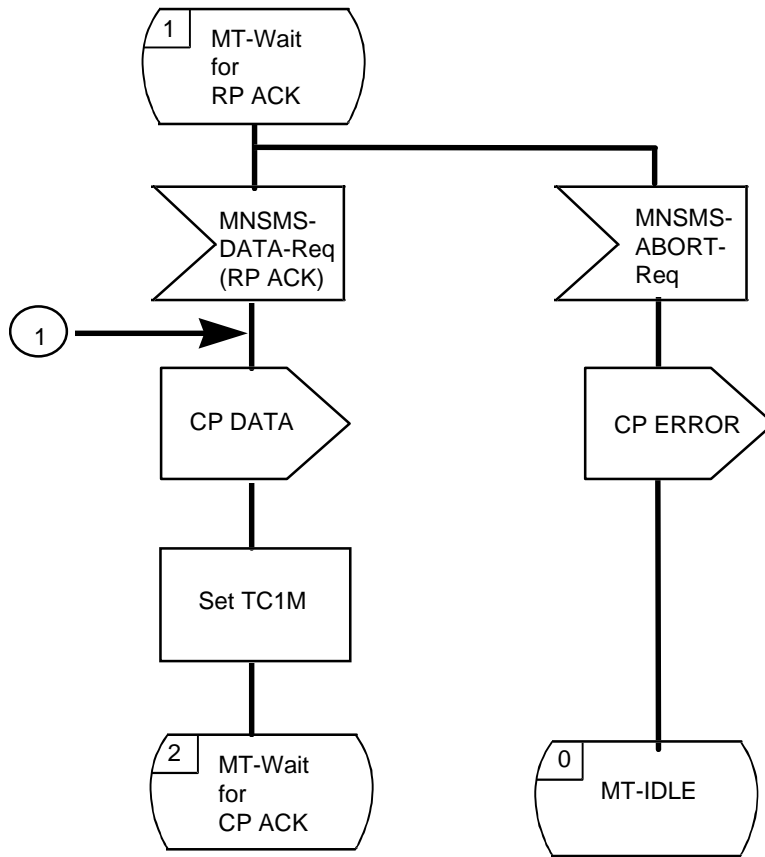 1
MT-Wait
for
RP ACK
MNSMS-
DATA-Req
(RP ACK)
MNSMS-
ABORT-
Req
1
CP DATA
CP ERROR
Set TC1M
2
MT-Wait
for
CP ACK
0
MT-IDLE